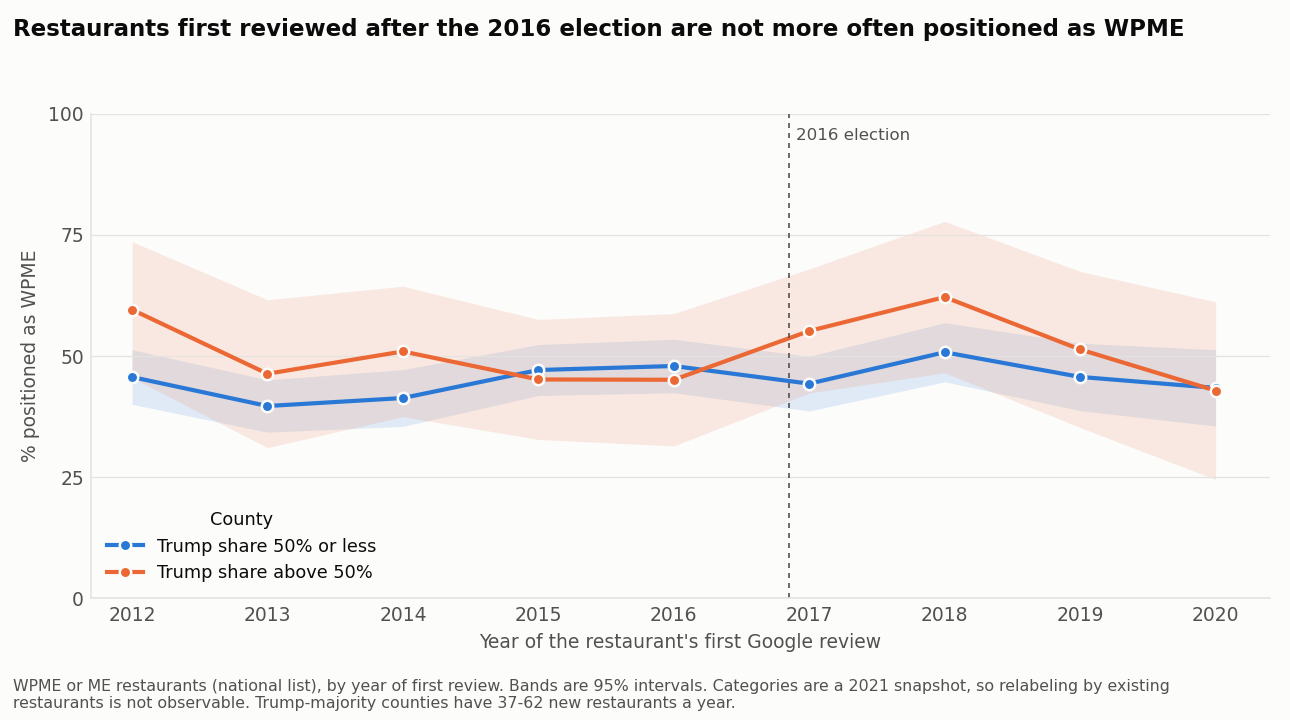 Restaurants first reviewed after the 2016 election are not more often positioned as WPME
100
75
50
25
0
% positioned as WPME
2016 election
County
Trump share 50% or less
Trump share above 50%
2012 2013 2014 2015 2016 2017 2018 2019 2020
Year of the restaurant's first Google review
WPME or ME restaurants (national list), by year of first review. Bands are 95% intervals. Categories are a 2021 snapshot, so relabeling by existing
restaurants is not observable. Trump-majority counties have 37-62 new restaurants a year.